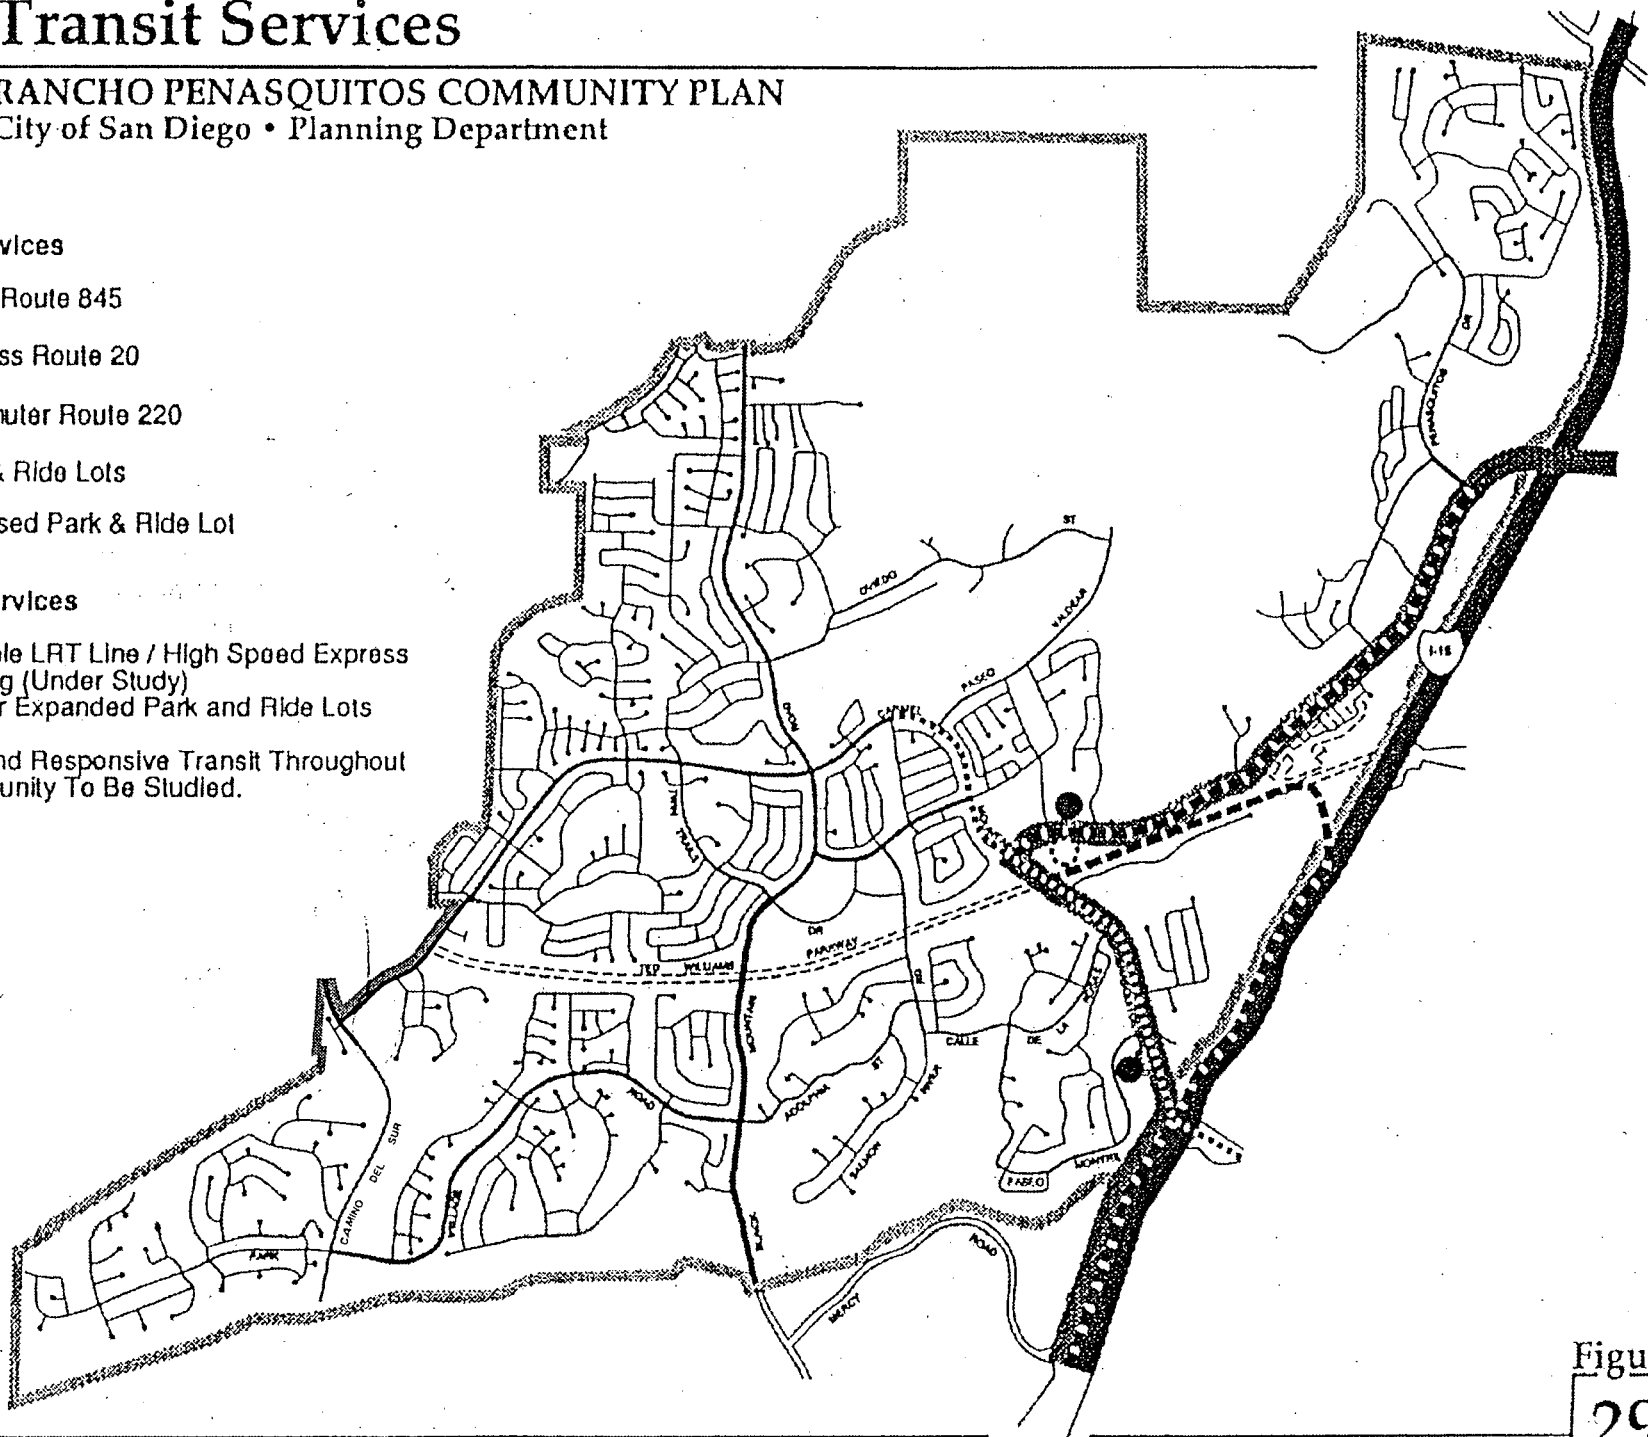 Transit Services
RANCHO PENASQUITOS COMMUNITY PLAN
City of San Diego • Planning Department
vices
Route 845
ss Route 20
uter Route 220
& Ride Lots
sed Park & Ride Lot
rvices
le LRT Line / High Speed Express
g (Under Study)
r Expanded Park and Ride Lots
nd Responsive Transit Throughout
unity To Be Studied.
DR
PENASQUITOS
ST
OVIEDO
VALDEAR
I-15
PASEO
CARMEL
ROAD
TRAILS
DR
PARKWAY
TED WILLIAMS
MOUNTAIN
CALLE DE LA ROSAS
ADOLPHIA ST
ROAD
RIVER
SALMON
CAMINO DEL SUR
VILLAGE
PARK
PASEO MONTRIL
BLACK
ROAD
MERCY
Figu
29